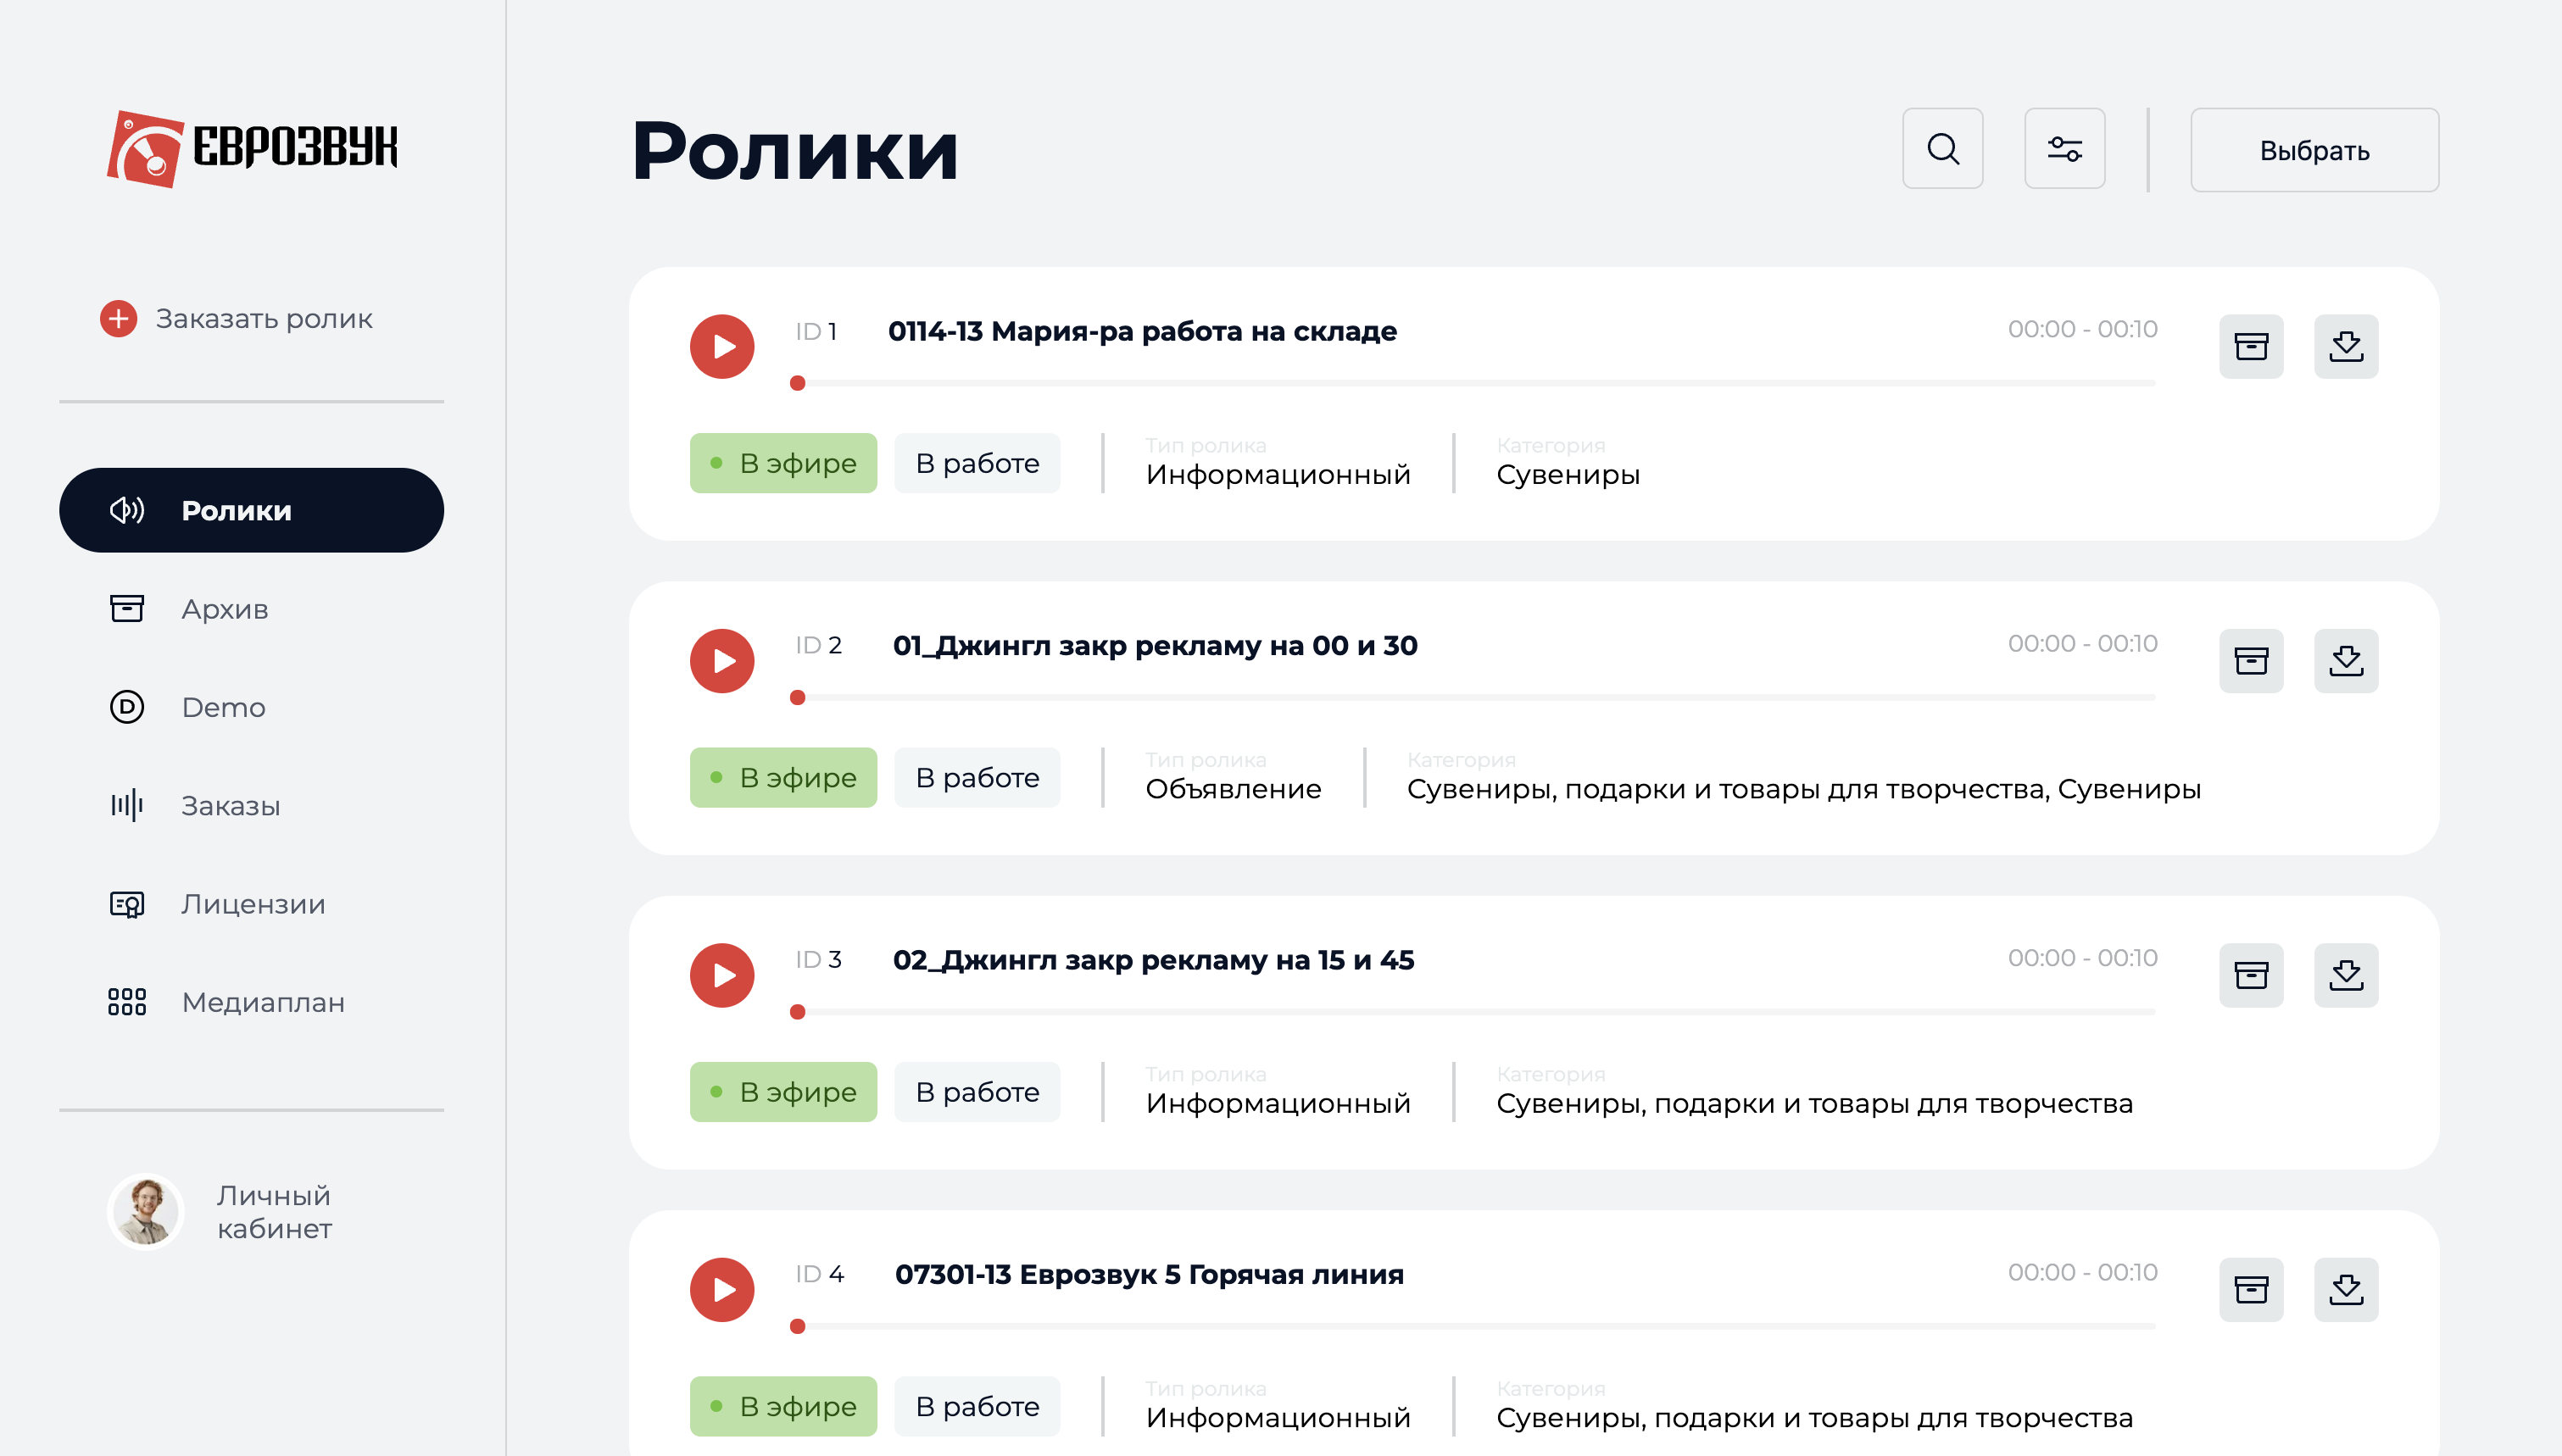 ЕВРОЗВУК
Заказать ролик
Ролики
Архив
D Demo
Заказы
Лицензии
Медиаплан
Личный
кабинет
Ролики
Выбрать
ID 1 0114-13 Мария-ра работа на складе 00:00 - 00:10
В эфире
В работе
Тип ролика
Информационный
Категория
Сувениры
ID 2 01_Джингл закр рекламу на 00 и 30 00:00 - 00:10
В эфире
В работе
Тип ролика
Объявление
Категория
Сувениры, подарки и товары для творчества, Сувениры
ID 3 02_Джингл закр рекламу на 15 и 45 00:00 - 00:10
В эфире
В работе
Тип ролика
Информационный
Категория
Сувениры, подарки и товары для творчества
ID 4 07301-13 Еврозвук 5 Горячая линия 00:00 - 00:10
В эфире
В работе
Тип ролика
Информационный
Категория
Сувениры, подарки и товары для творчества